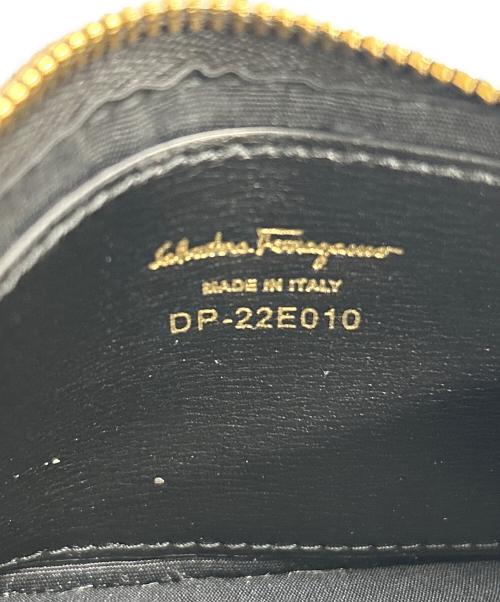 Salvatore Ferragamo
MADE IN ITALY
DP-22E010